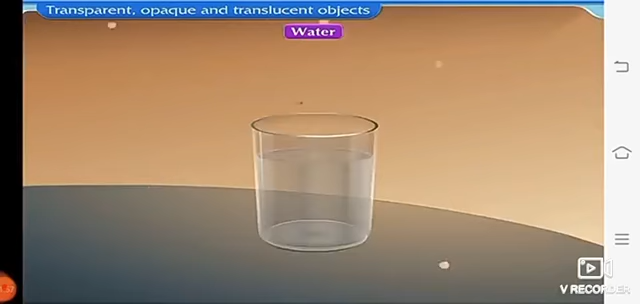 Transparent, opaque and translucent objects
Water
V RECORDER